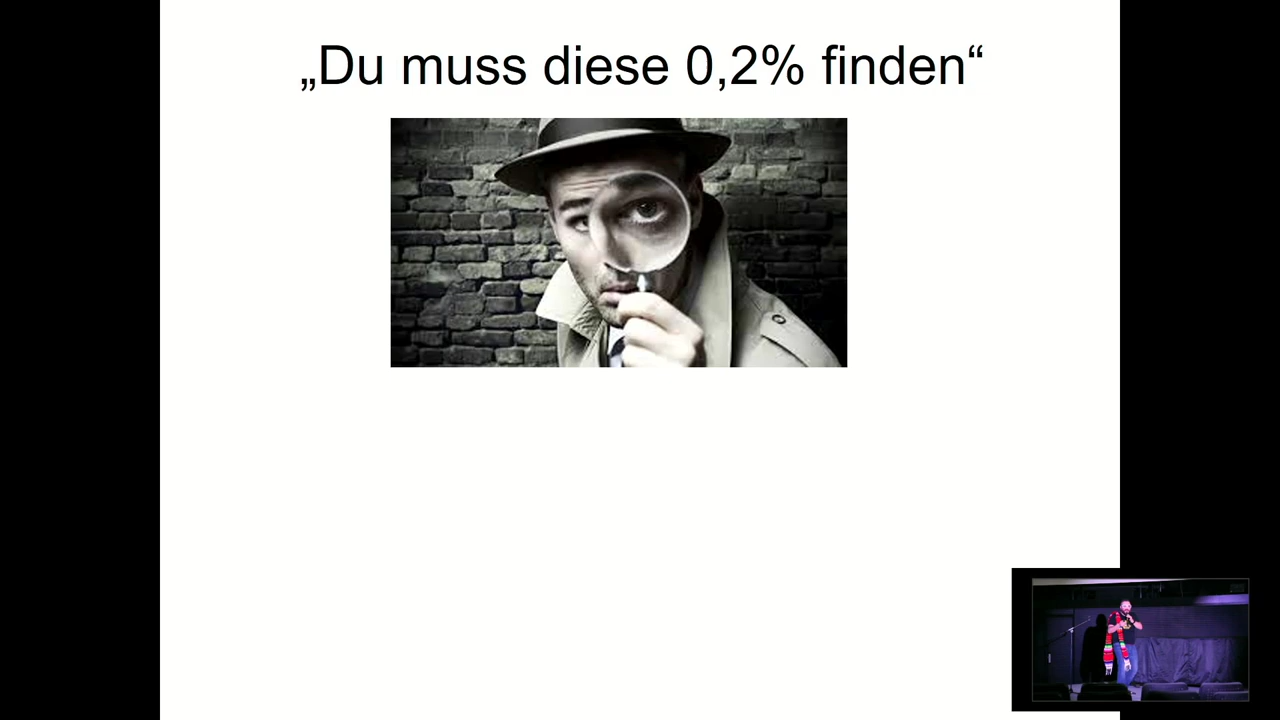 „Du muss diese 0,2% finden“